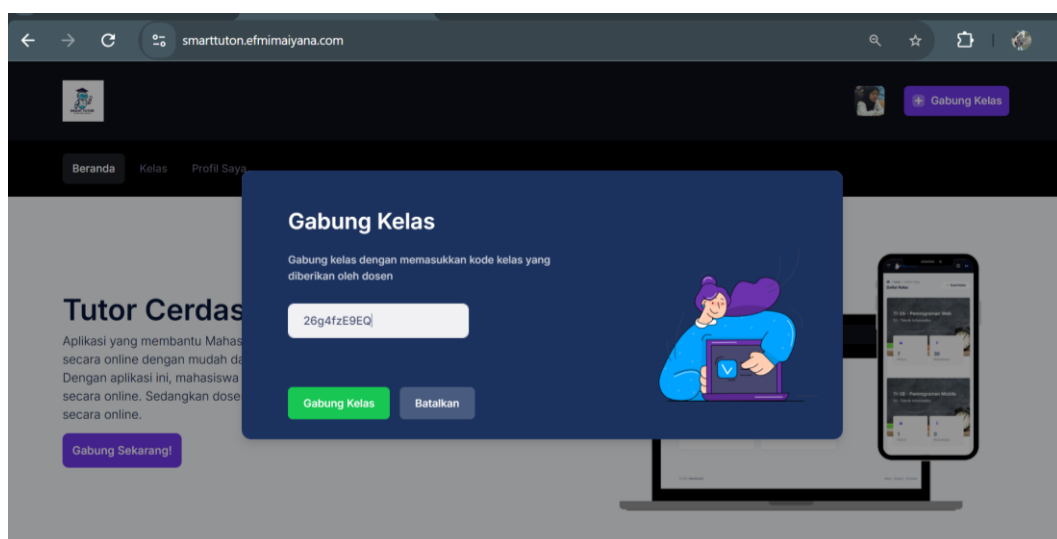 smarttuton.efmimaiyana.com
Gabung Kelas
Beranda Kelas Profil Saya
Gabung Kelas
Gabung kelas dengan memasukkan kode kelas yang
diberikan oleh dosen
26g4fzE9EQ
Gabung Kelas Batalkan
Tutor Cerdas
Aplikasi yang membantu Mahas
secara online dengan mudah da
Dengan aplikasi ini, mahasiswa
secara online. Sedangkan dose
secara online.
Gabung Sekarang!